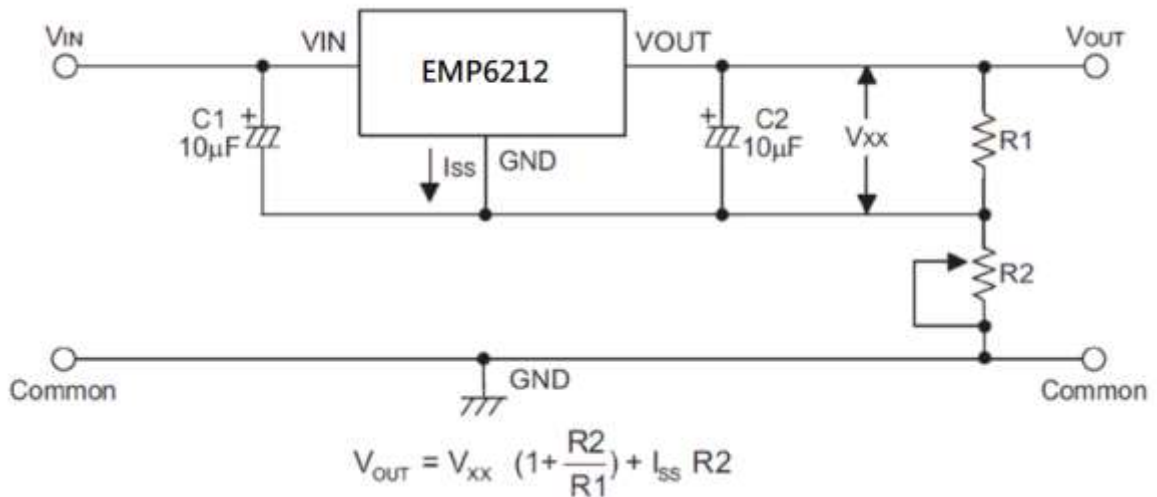 VIN
VIN
EMP6212
VOUT
VOUT
C1
10μF
+
ISS
GND
+
C2
10μF
VXX
R1
R2
Common
GND
Common
VOUT = VXX (1+R2/R1) + ISS R2